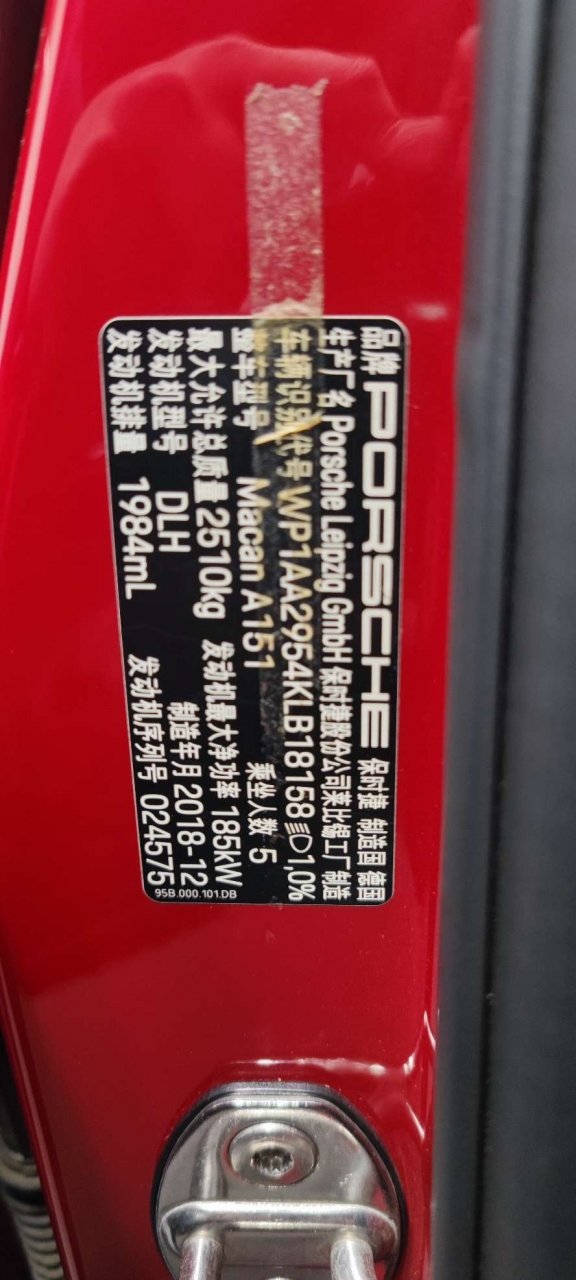 品牌 PORSCHE 保时捷 制造国 德国
生产厂名 Porsche Leipzig GmbH 保时捷股份公司莱比锡工厂制造
车辆识别代号 WP1AA2954KLB18158 1,0%
整车型号 Macan A151 乘坐人数 5
最大允许总质量 2510kg 发动机最大净功率 185kW
发动机型号 DLH 制造年月 2018-12
发动机排量 1984mL 发动机序列号 024575
95B.000.101.DB